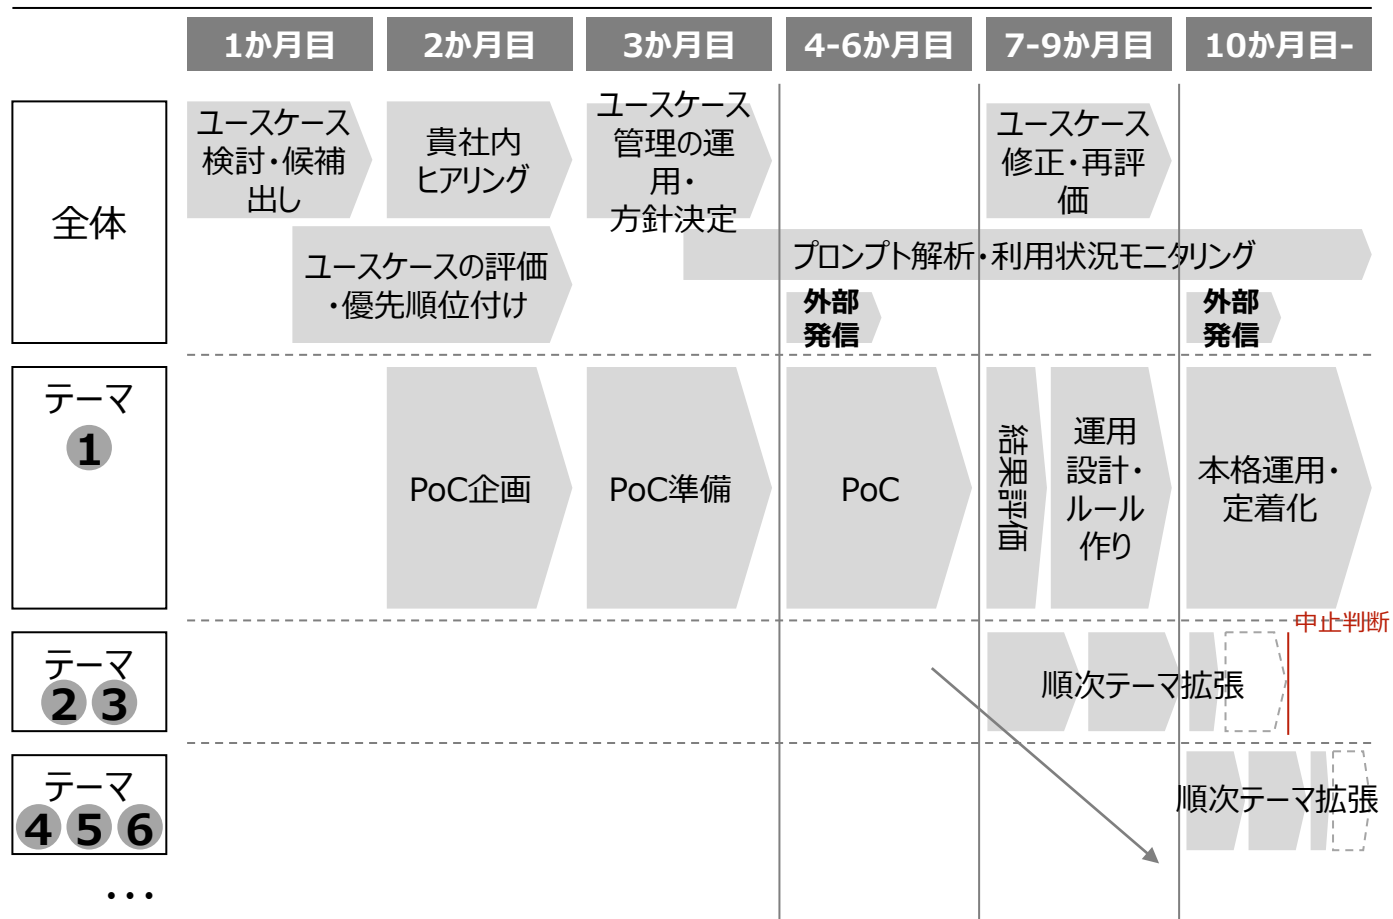 1か月目
2か月目
3か月目
4-6か月目
7-9か月目
10か月目-
全体
ユースケース
検討・候補
出し
貴社内
ヒアリング
ユースケース
管理の運
用・
方針決定
ユースケース
修正・再評
価
ユースケースの評価
・優先順位付け
プロンプト解析・利用状況モニタリング
外部
発信
外部
発信
テーマ
1
PoC企画
PoC準備
PoC
結果評価
運用
設計・
ルール
作り
本格運用・
定着化
中止判断
テーマ
2 3
順次テーマ拡張
テーマ
4 5 6
順次テーマ拡張
・・・